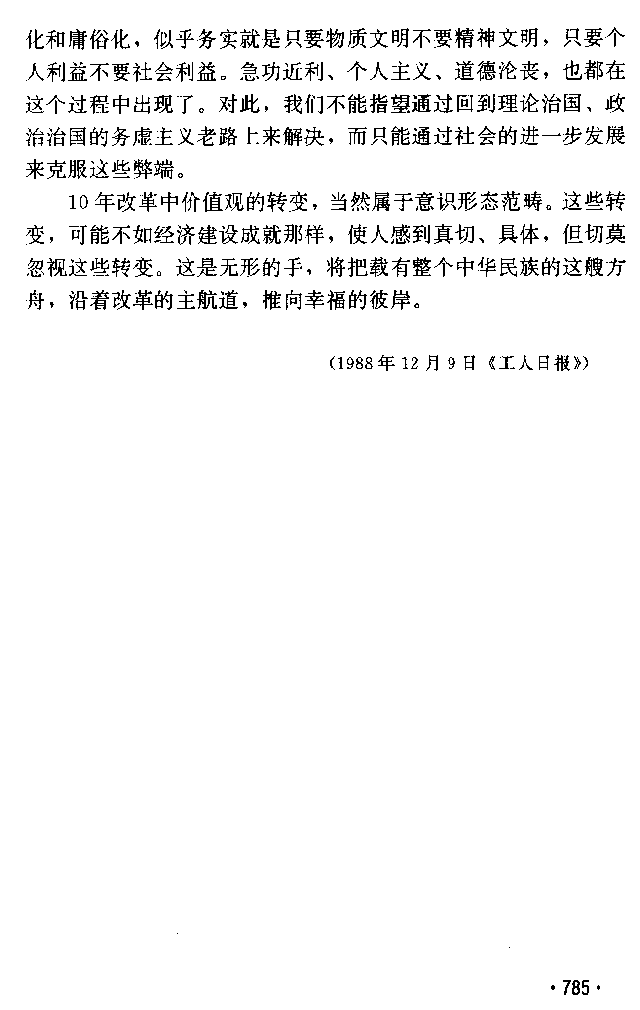 化和庸俗化，似乎务实就是只要物质文明不要精神文明，只要个
人利益不要社会利益。急功近利、个人主义、道德沦丧，也都在
这个过程中出现了。对此，我们不能指望通过回到理论治国、政
治治国的务虚主义老路上来解决，而只能通过社会的进一步发展
来克服这些弊端。
10年改革中价值观的转变，当然属于意识形态范畴。这些转
变，可能不如经济建设成就那样，使人感到真切、具体，但切莫
忽视这些转变。这是无形的手，将把载有整个中华民族的这艘方
舟，沿着改革的主航道，推向幸福的彼岸。
（1988年12月9日《工人日报》）
·785·